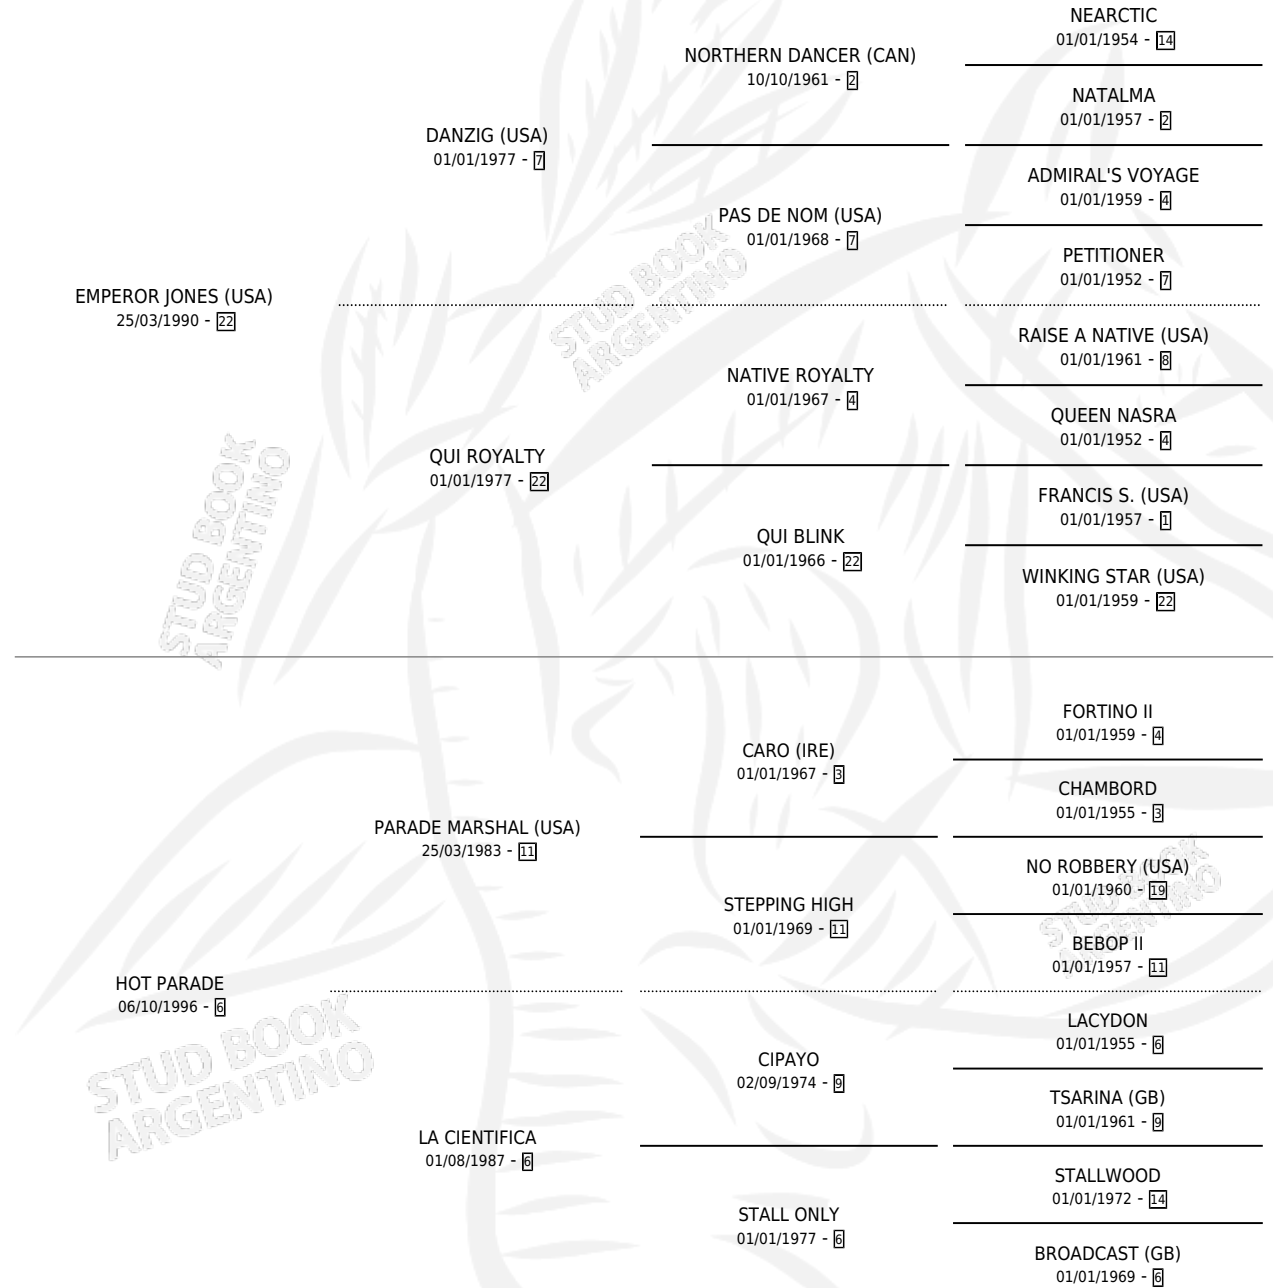 NEARCTIC
01/01/1954 - 14
NORTHERN DANCER (CAN)
10/10/1961 - 2
NATALMA
01/01/1957 - 2
DANZIG (USA)
01/01/1977 - 7
ADMIRAL'S VOYAGE
01/01/1959 - 4
PAS DE NOM (USA)
01/01/1968 - 7
PETITIONER
01/01/1952 - 7
EMPEROR JONES (USA)
25/03/1990 - 22
STUD BOOK
ARGENTINO
RAISE A NATIVE (USA)
01/01/1961 - 8
NATIVE ROYALTY
01/01/1967 - 4
QUEEN NASRA
01/01/1952 - 4
QUI ROYALTY
01/01/1977 - 22
FRANCIS S. (USA)
01/01/1957 - 1
QUI BLINK
01/01/1966 - 22
WINKING STAR (USA)
01/01/1959 - 22
STUD BOOK
ARGENTINO
FORTINO II
01/01/1959 - 4
CARO (IRE)
01/01/1967 - 3
CHAMBORD
01/01/1955 - 3
PARADE MARSHAL (USA)
25/03/1983 - 11
NO ROBBERY (USA)
01/01/1960 - 19
STEPPING HIGH
01/01/1969 - 11
STUD BOOK
ARGENTINO
BEBOP II
01/01/1957 - 11
HOT PARADE
06/10/1996 - 6
LACYDON
01/01/1955 - 6
CIPAYO
02/09/1974 - 9
STUD BOOK
ARGENTINO
TSARINA (GB)
01/01/1961 - 9
LA CIENTIFICA
01/08/1987 - 6
STALLWOOD
01/01/1972 - 14
STALL ONLY
01/01/1977 - 6
BROADCAST (GB)
01/01/1969 - 6